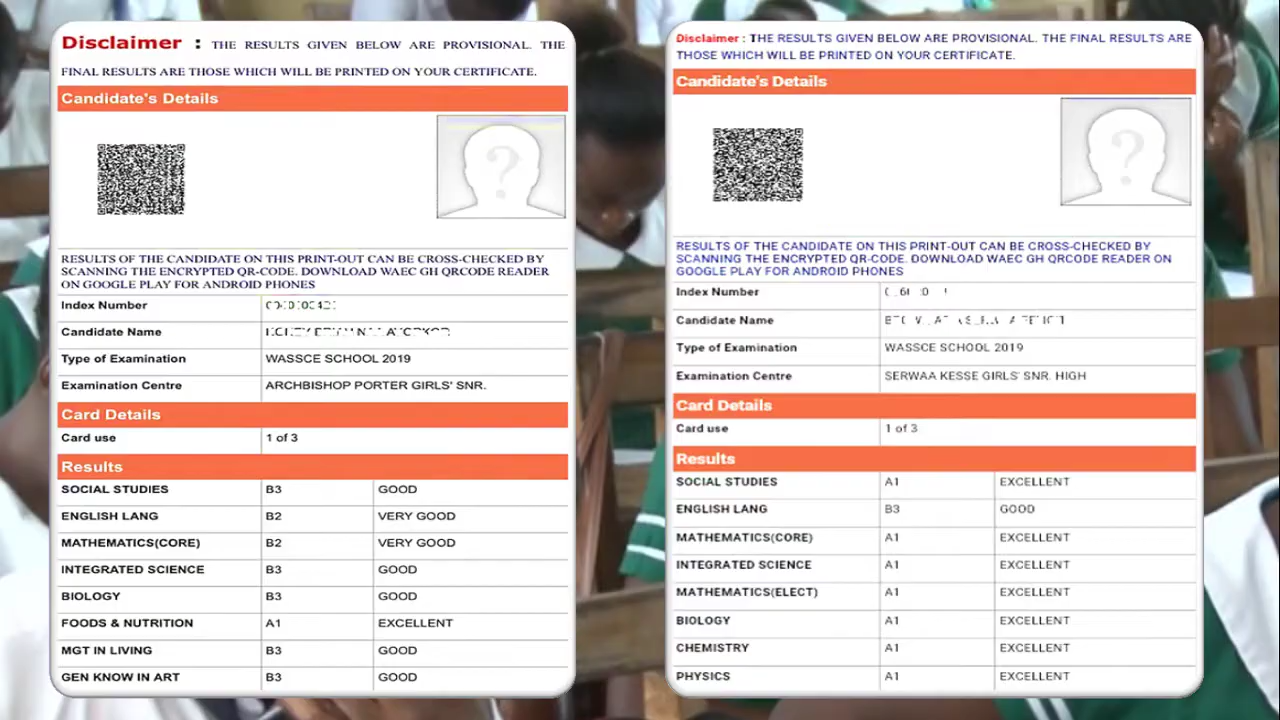 Disclaimer : THE RESULTS GIVEN BELOW ARE PROVISIONAL. THE
FINAL RESULTS ARE THOSE WHICH WILL BE PRINTED ON YOUR CERTIFICATE.
Candidate's Details
RESULTS OF THE CANDIDATE ON THIS PRINT-OUT CAN BE CROSS-CHECKED BY
SCANNING THE ENCRYPTED QR-CODE. DOWNLOAD WAEC GH QRCODE READER
ON GOOGLE PLAY FOR ANDROID PHONES
Index Number
Candidate Name
Type of Examination WASSCE SCHOOL 2019
Examination Centre ARCHBISHOP PORTER GIRLS' SNR.
Card Details
Card use 1 of 3
Results
SOCIAL STUDIES B3 GOOD
ENGLISH LANG B2 VERY GOOD
MATHEMATICS(CORE) B2 VERY GOOD
INTEGRATED SCIENCE B3 GOOD
BIOLOGY B3 GOOD
FOODS & NUTRITION A1 EXCELLENT
MGT IN LIVING B3 GOOD
GEN KNOW IN ART B3 GOOD
Disclaimer : THE RESULTS GIVEN BELOW ARE PROVISIONAL. THE FINAL RESULTS ARE
THOSE WHICH WILL BE PRINTED ON YOUR CERTIFICATE.
Candidate's Details
RESULTS OF THE CANDIDATE ON THIS PRINT-OUT CAN BE CROSS-CHECKED BY
SCANNING THE ENCRYPTED QR-CODE. DOWNLOAD WAEC GH QRCODE READER ON
GOOGLE PLAY FOR ANDROID PHONES
Index Number
Candidate Name
Type of Examination WASSCE SCHOOL 2019
Examination Centre SERWAA KESSE GIRLS' SNR. HIGH
Card Details
Card use 1 of 3
Results
SOCIAL STUDIES A1 EXCELLENT
ENGLISH LANG B3 GOOD
MATHEMATICS(CORE) A1 EXCELLENT
INTEGRATED SCIENCE A1 EXCELLENT
MATHEMATICS(ELECT) A1 EXCELLENT
BIOLOGY A1 EXCELLENT
CHEMISTRY A1 EXCELLENT
PHYSICS A1 EXCELLENT